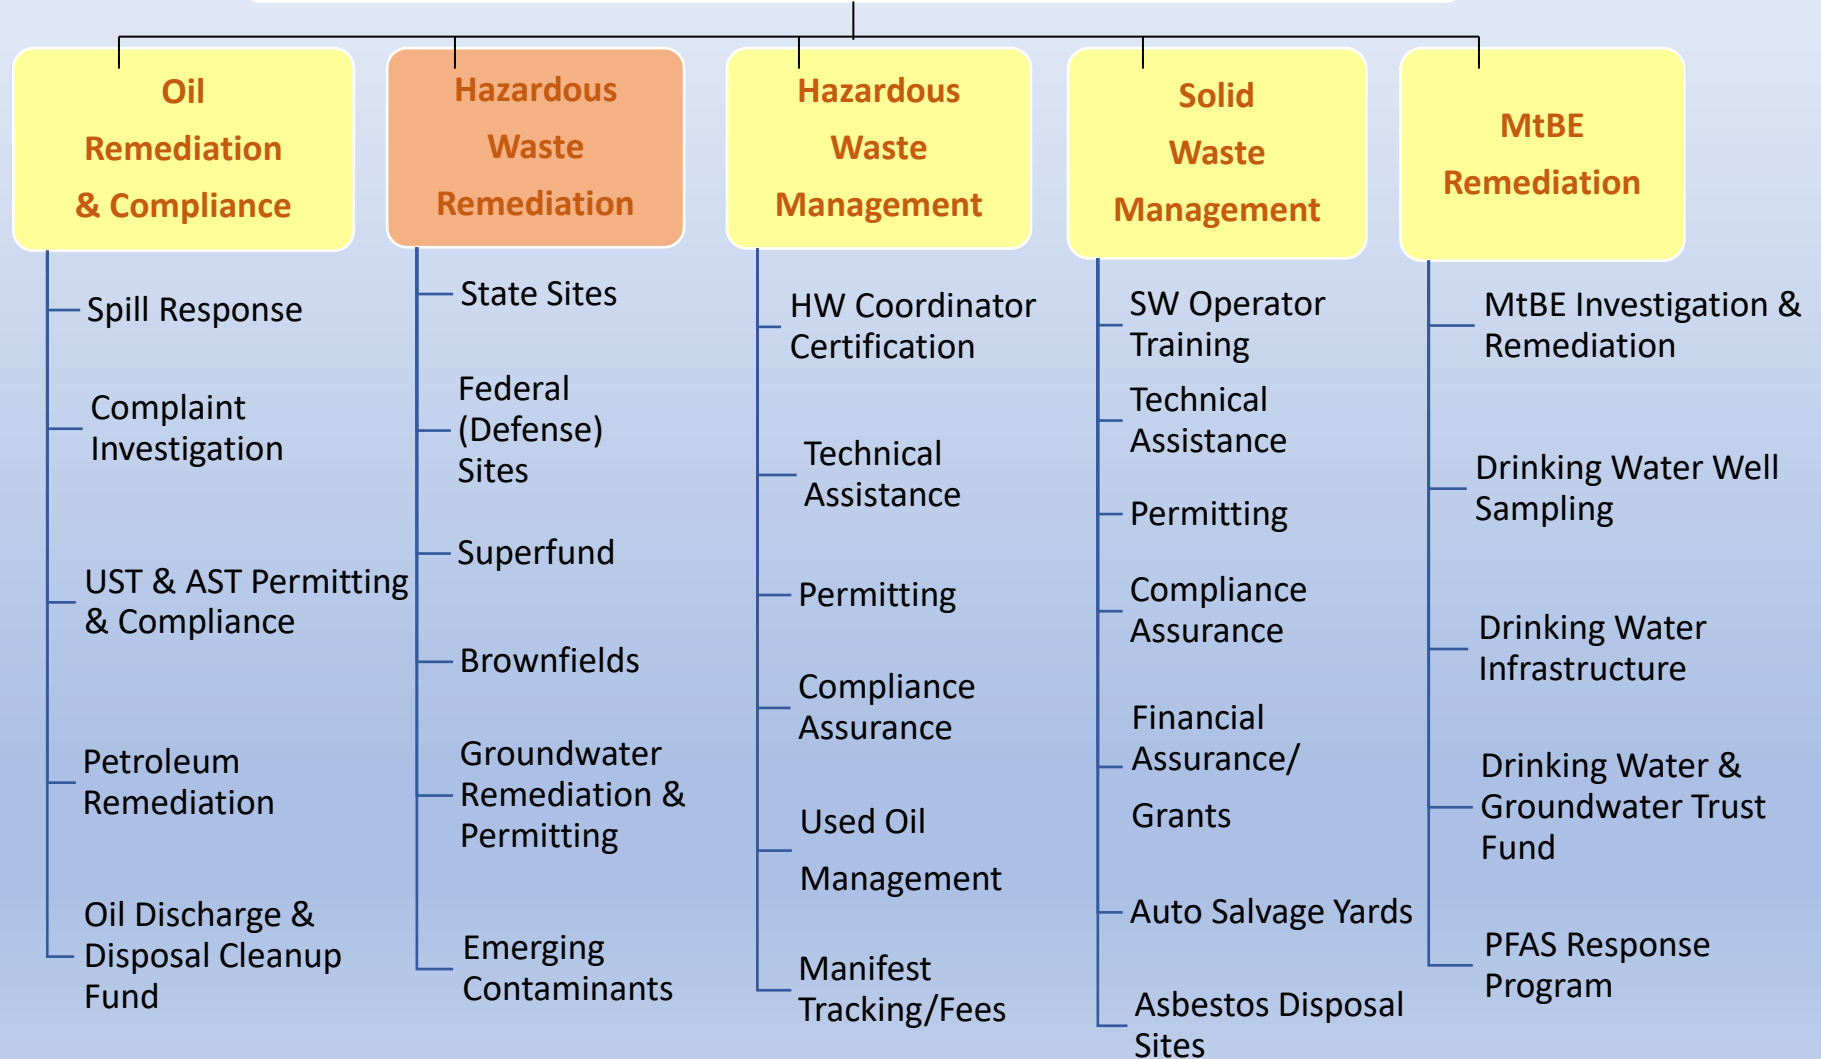 Oil
Remediation
& Compliance
Spill Response
Complaint
Investigation
UST & AST Permitting
& Compliance
Petroleum
Remediation
Oil Discharge &
Disposal Cleanup
Fund
Hazardous
Waste
Remediation
State Sites
Federal
(Defense)
Sites
Superfund
Brownfields
Groundwater
Remediation &
Permitting
Emerging
Contaminants
Hazardous
Waste
Management
HW Coordinator
Certification
Technical
Assistance
Permitting
Compliance
Assurance
Used Oil
Management
Manifest
Tracking/Fees
Solid
Waste
Management
SW Operator
Training
Technical
Assistance
Permitting
Compliance
Assurance
Financial
Assurance/
Grants
Auto Salvage Yards
Asbestos Disposal
Sites
MtBE
Remediation
MtBE Investigation &
Remediation
Drinking Water Well
Sampling
Drinking Water
Infrastructure
Drinking Water &
Groundwater Trust
Fund
PFAS Response
Program